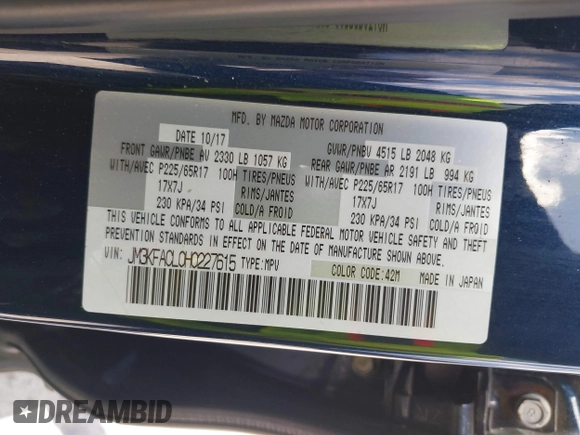 MFD. BY MAZDA MOTOR CORPORATION
DATE 10/17 GVWR/PNBV 4515 LB 2048 KG
FRONT GAWR/PNBE AV 2330 LB 1057 KG REAR GAWR/PNBE AR 2191 LB 994 KG
WITH/AVEC P225/65R17 100H TIRES/PNEUS WITH/AVEC P225/65R17 100H TIRES/PNEUS
17X7J RIMS/JANTES 17X7J RIMS/JANTES
230 KPA/34 PSI COLD/A FROID 230 KPA/34 PSI COLD/A FROID
THIS VEHICLE CONFORMS TO ALL APPLICABLE FEDERAL MOTOR VEHICLE SAFETY AND THEFT
PREVENTION STANDARDS IN EFFECT ON THE DATE OF MANUFACTURE SHOWN ABOVE.
VIN: JM3KFACL0H0227615 TYPE:MPV COLOR CODE:42M MADE IN JAPAN
DREAMBID